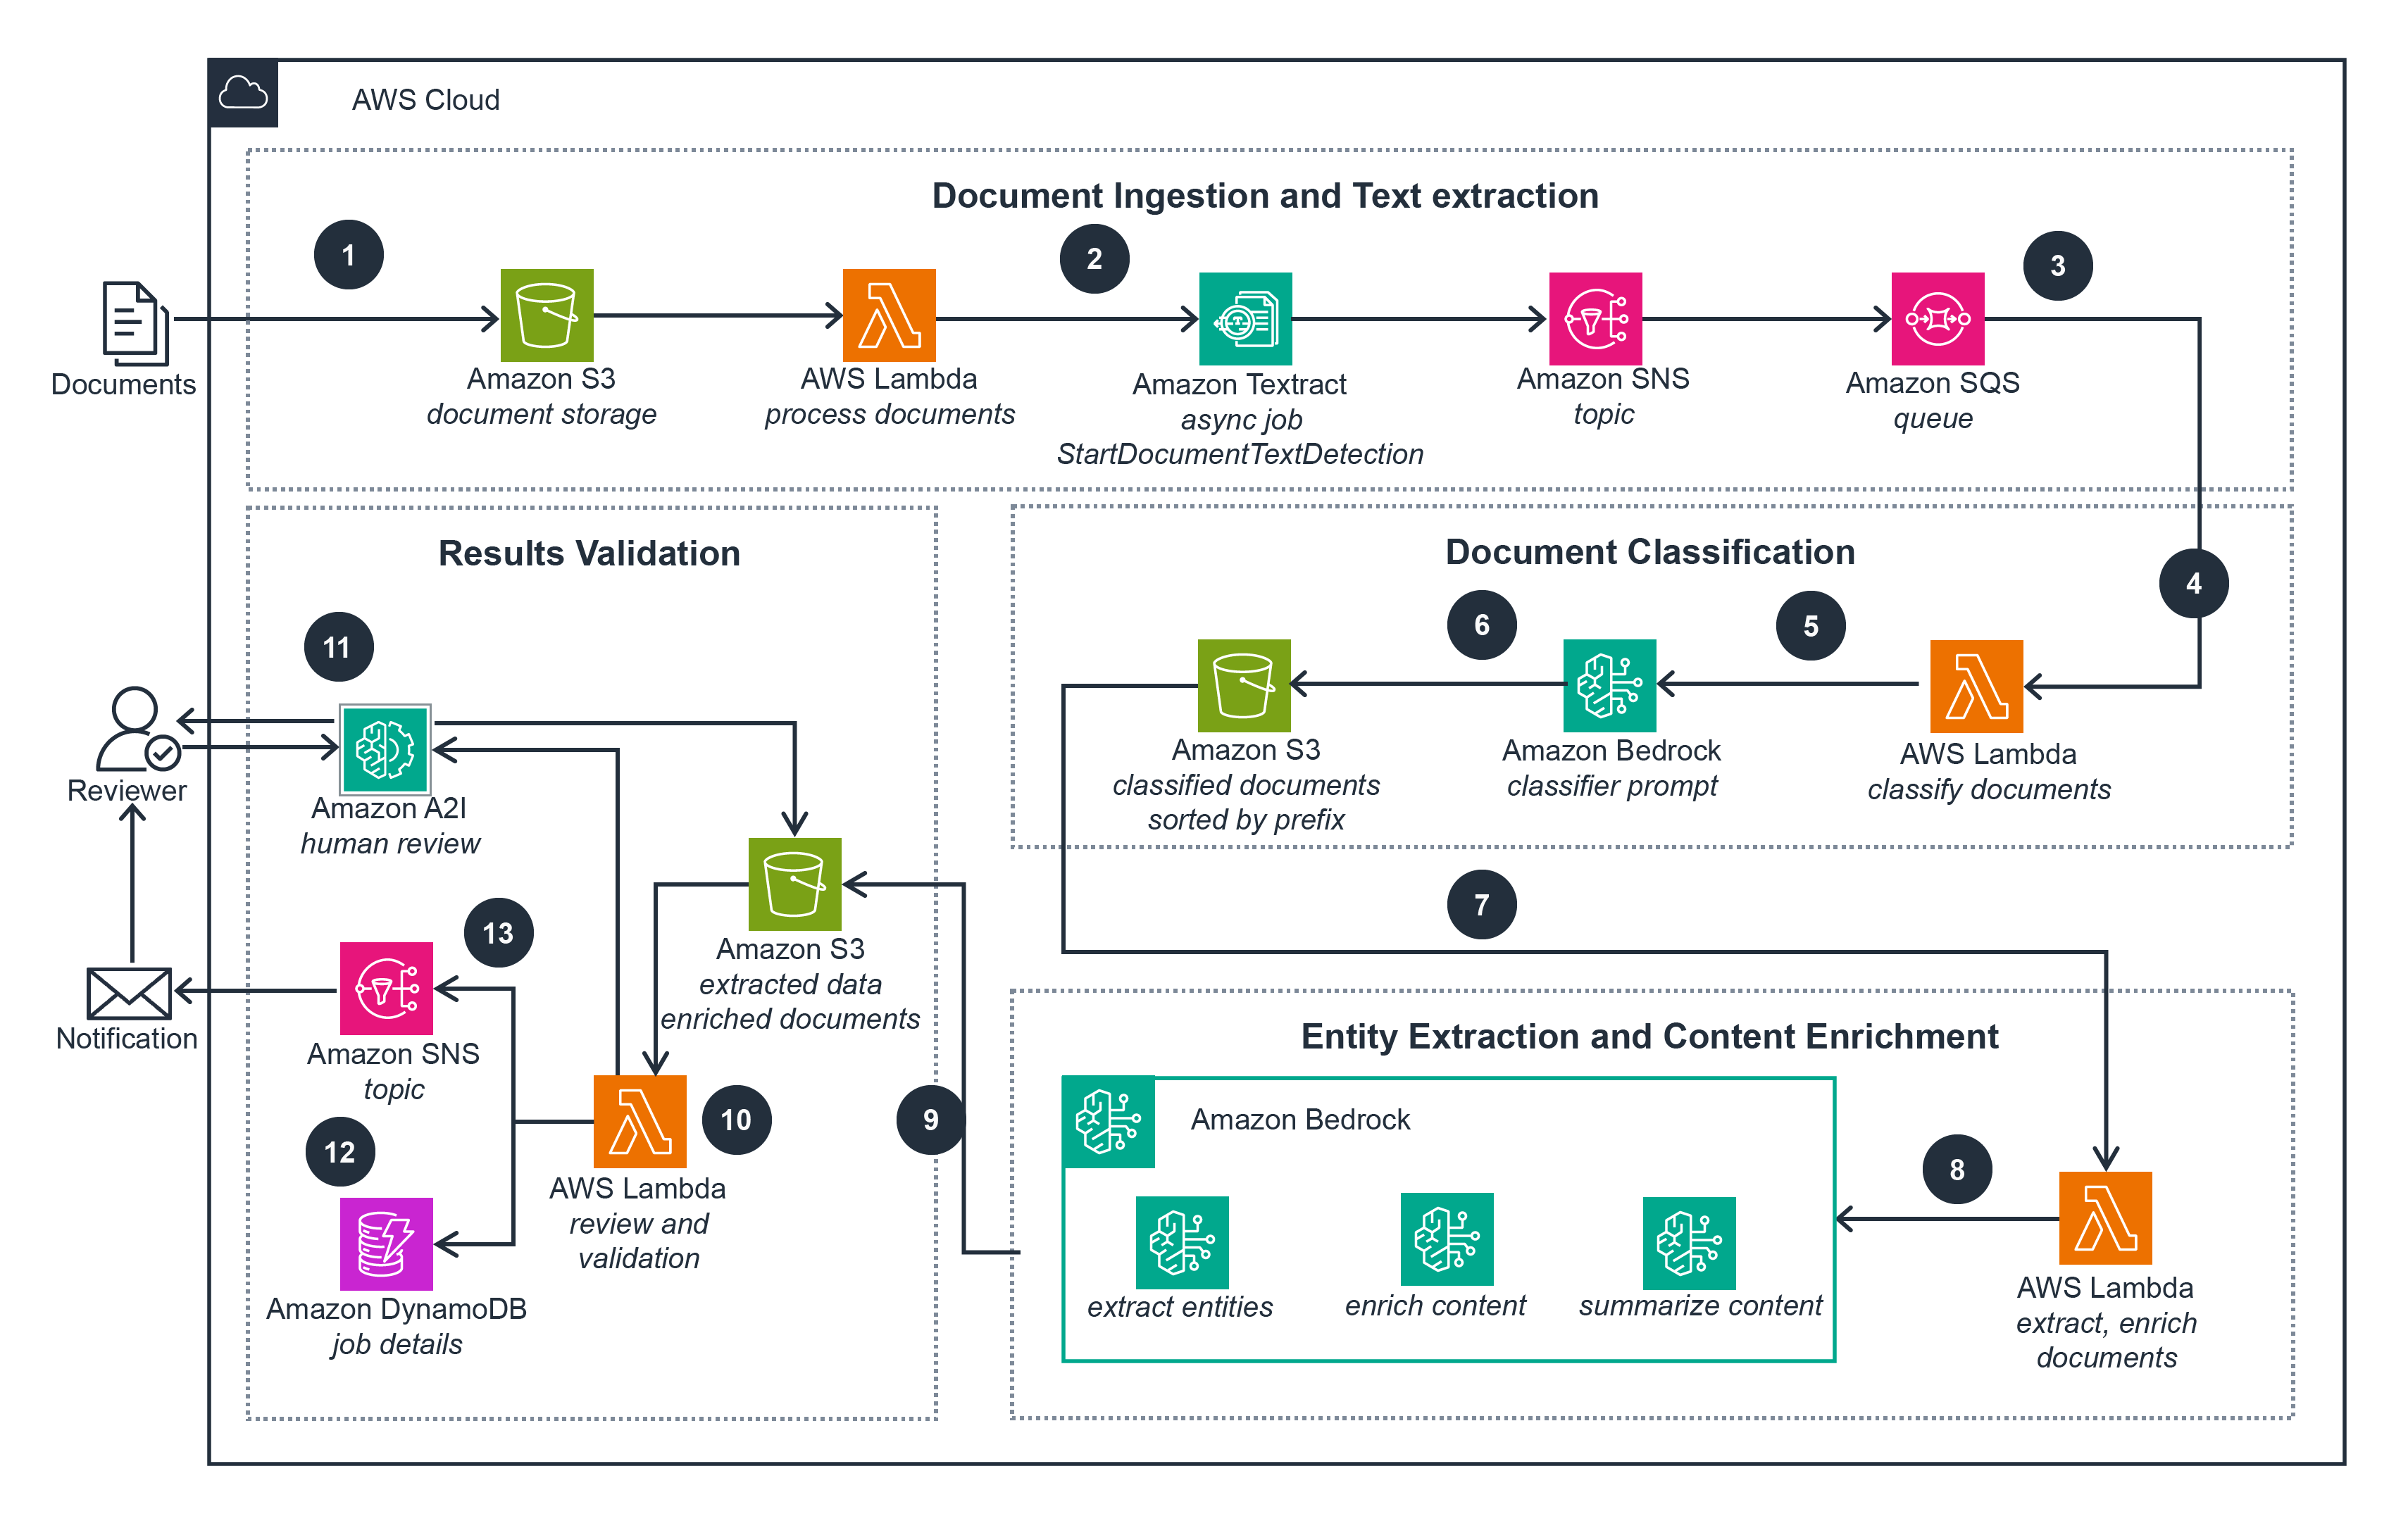 AWS Cloud
Document Ingestion and Text extraction
1
2
3
Documents
Amazon S3
document storage
AWS Lambda
process documents
Amazon Textract
async job
StartDocumentTextDetection
Amazon SNS
topic
Amazon SQS
queue
Document Classification
4
5
6
AWS Lambda
classify documents
Amazon Bedrock
classifier prompt
Amazon S3
classified documents
sorted by prefix
7
Entity Extraction and Content Enrichment
8
AWS Lambda
extract, enrich
documents
Amazon Bedrock
extract entities
enrich content
summarize content
9
Results Validation
Amazon S3
extracted data
enriched documents
10
AWS Lambda
review and
validation
11
Amazon A2I
human review
Reviewer
12
Amazon DynamoDB
job details
13
Amazon SNS
topic
Notification